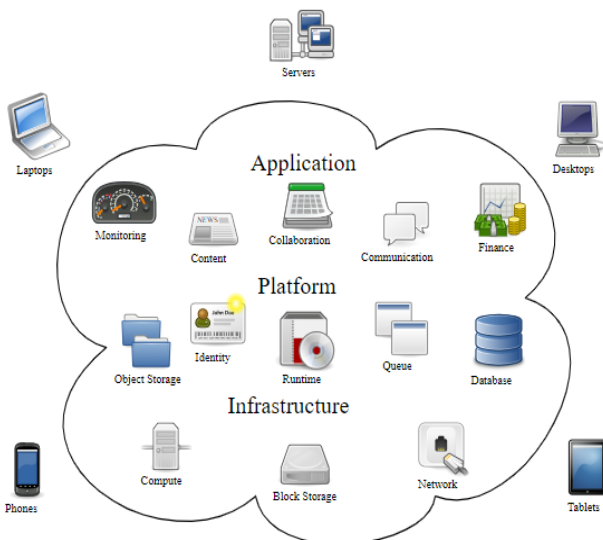 Servers
Laptops
Desktops
Application
Monitoring
NEWS
Content
Collaboration
Communication
Finance
Platform
John Doe
Object Storage
Identity
Runtime
Queue
Database
Infrastructure
Compute
Block Storage
Network
Phones
Tablets